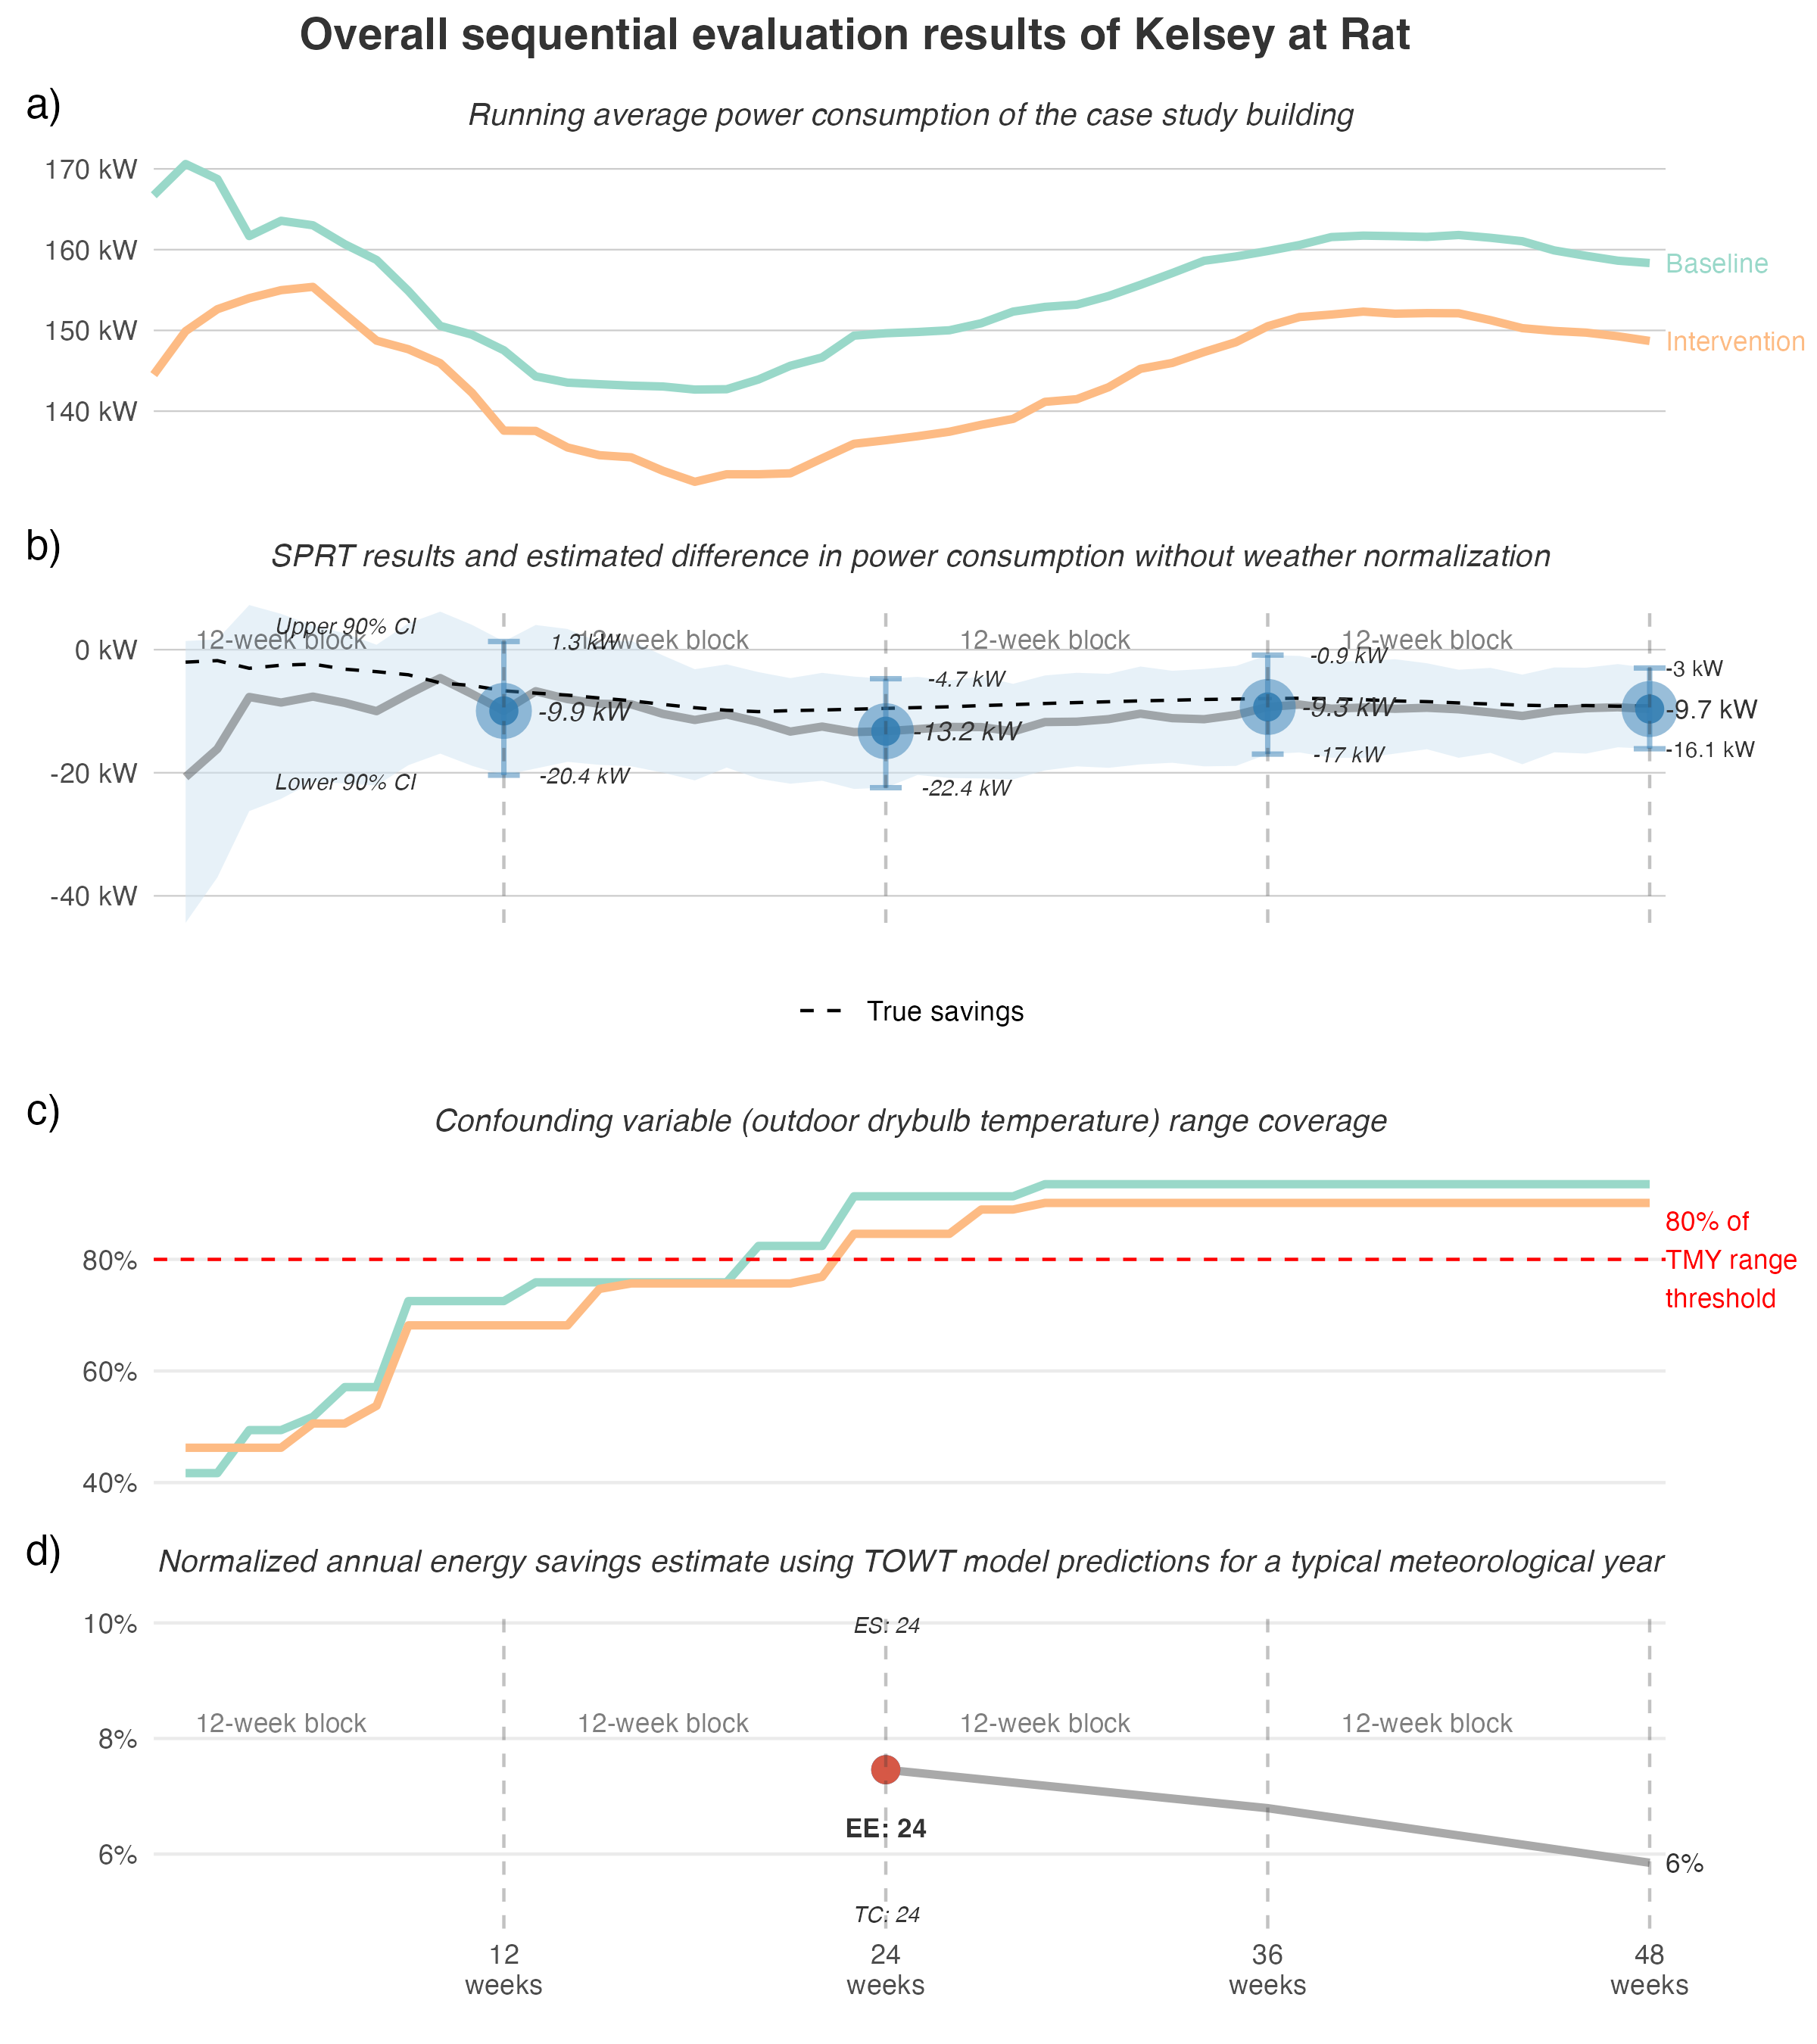 Overall sequential evaluation results of Kelsey at Rat
a)
Running average power consumption of the case study building
170 kW
160 kW
150 kW
140 kW
Baseline
Intervention
b)
SPRT results and estimated difference in power consumption without weather normalization
12-week block
12-week block
12-week block
12-week block
Upper 90% CI
Lower 90% CI
0 kW
-20 kW
-40 kW
1.3 kW
-9.9 kW
-20.4 kW
-4.7 kW
-13.2 kW
-22.4 kW
-0.9 kW
-9.3 kW
-17 kW
-3 kW
-9.7 kW
-16.1 kW
True savings
c)
Confounding variable (outdoor drybulb temperature) range coverage
80%
60%
40%
80% of
TMY range
threshold
d)
Normalized annual energy savings estimate using TOWT model predictions for a typical meteorological year
10%
8%
6%
ES: 24
12-week block
12-week block
12-week block
12-week block
EE: 24
TC: 24
6%
12
weeks
24
weeks
36
weeks
48
weeks